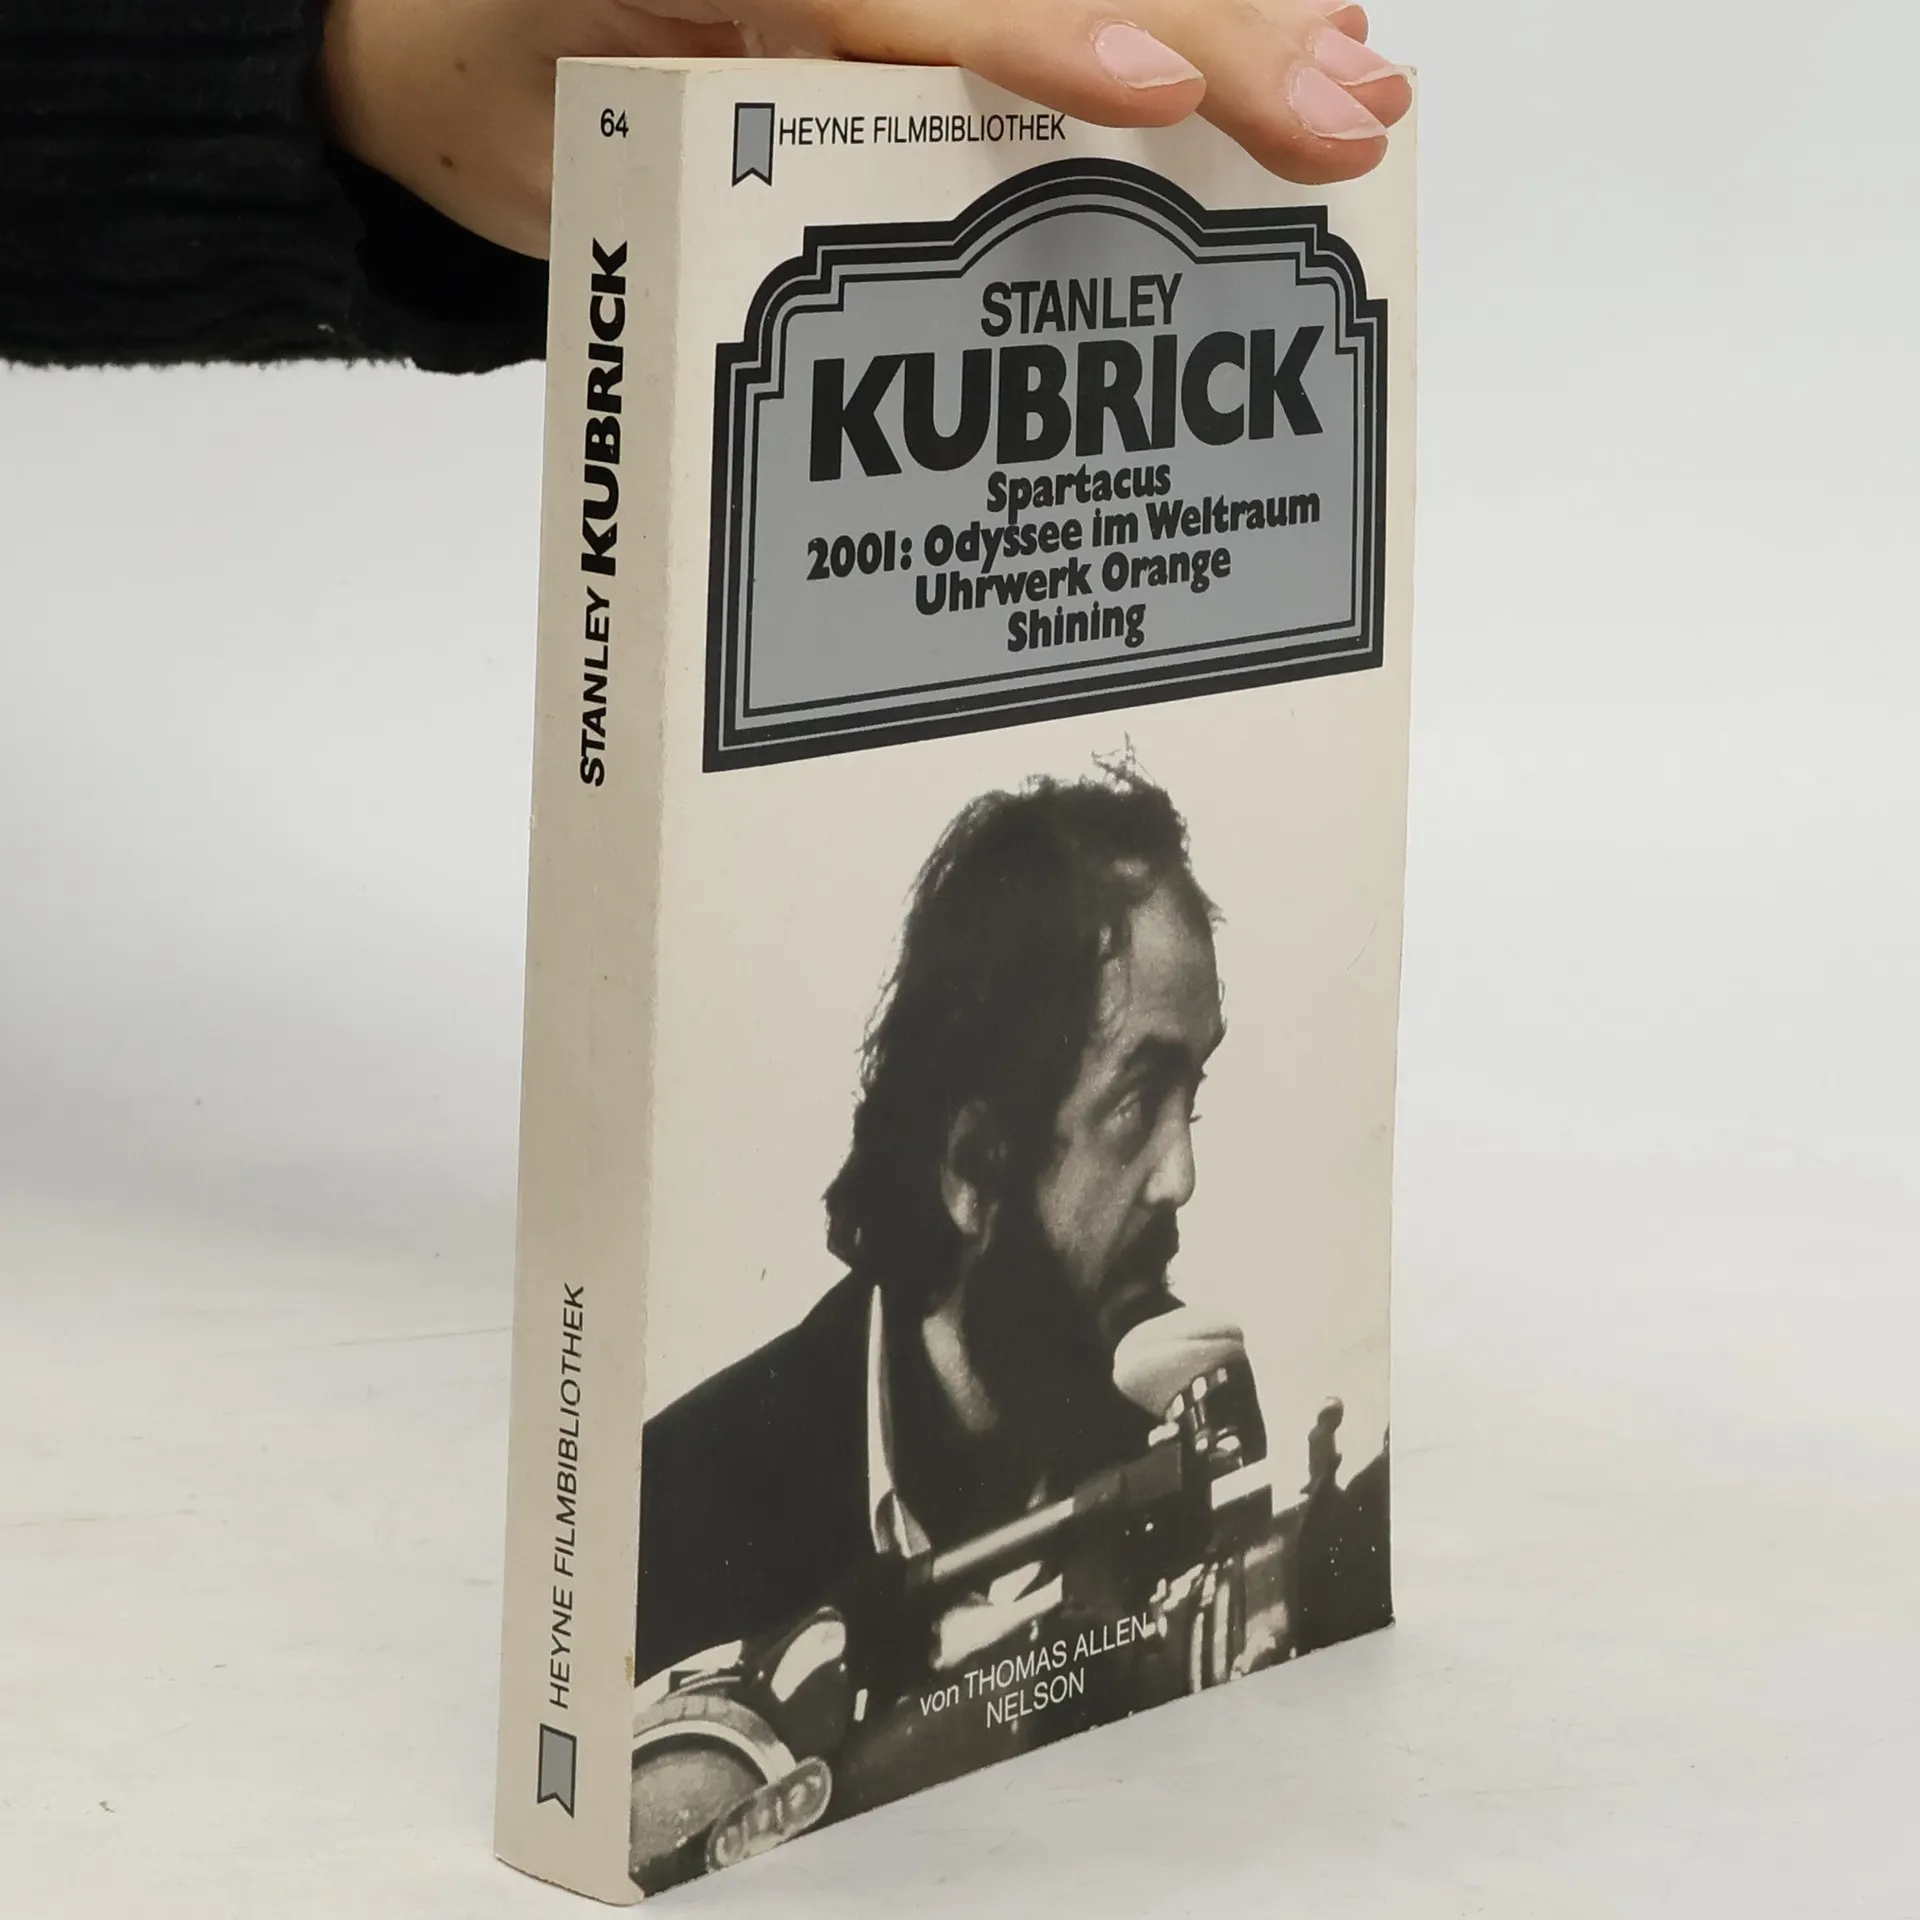 64
STANLEY KUBRICK
HEYNE FILMBIBLIOTHEK
HEYNE FILMBIBLIOTHEK
STANLEY
KUBRICK
Spartacus
2001: Odyssee im Weltraum
Uhrwerk Orange
Shining
von THOMAS ALLEN
NELSON